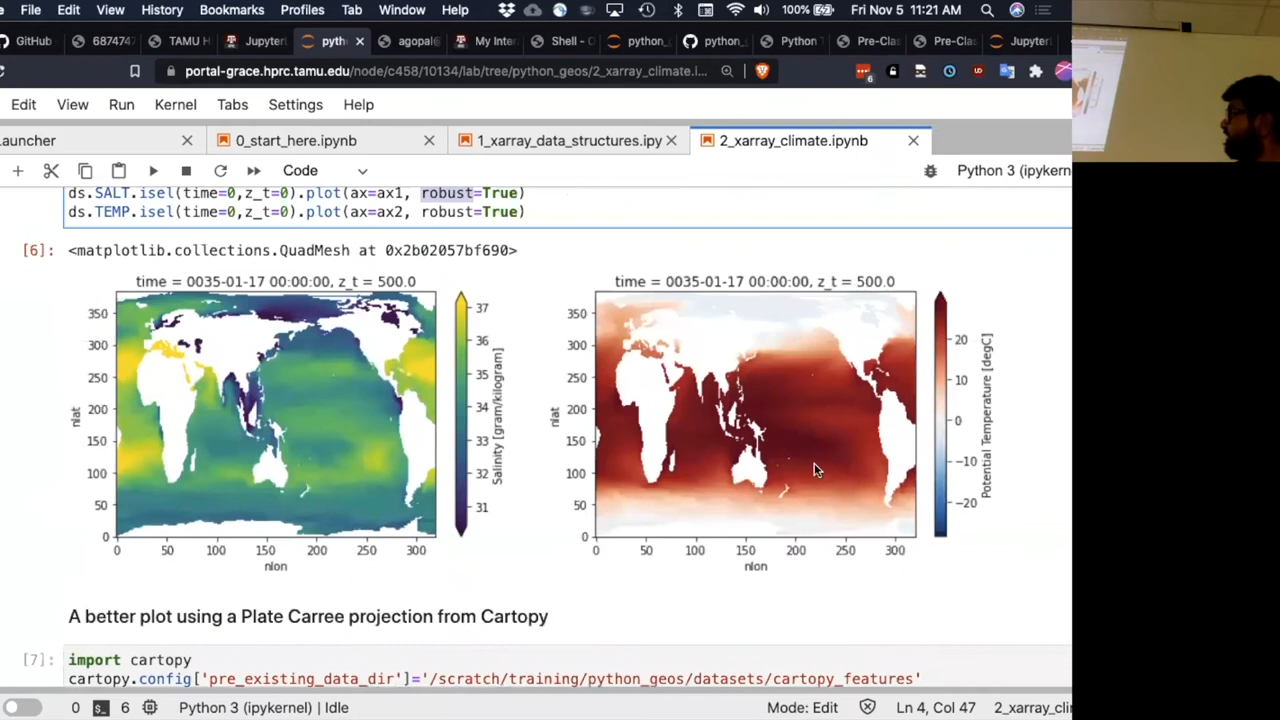 File Edit View History Bookmarks Profiles Tab Window Help 100% Fri Nov 5 11:21 AM
GitHub 6874747 TAMU H Jupyter pyth agopal@ My Inter Shell - O python_ python_ Python T Pre-Clas Pre-Clas Jupyter
portal-grace.hprc.tamu.edu/node/c458/10134/lab/tree/python_geos/2_xarray_climate.i... 6
Edit View Run Kernel Tabs Settings Help
auncher 0_start_here.ipynb 1_xarray_data_structures.ipy 2_xarray_climate.ipynb
Code Python 3 (ipykern
ds.SALT.isel(time=0,z_t=0).plot(ax=ax1, robust=True)
ds.TEMP.isel(time=0,z_t=0).plot(ax=ax2, robust=True)
[6]: <matplotlib.collections.QuadMesh at 0x2b02057bf690>
time = 0035-01-17 00:00:00, z_t = 500.0
350
300
250
200
150
100
50
0
nlat
0 50 100 150 200 250 300
nlon
37
36
35
34
33
32
31
Salinity [gram/kilogram]
time = 0035-01-17 00:00:00, z_t = 500.0
350
300
250
200
150
100
50
0
nlat
0 50 100 150 200 250 300
nlon
20
10
0
−10
−20
Potential Temperature [degC]
A better plot using a Plate Carree projection from Cartopy
[7]: import cartopy
cartopy.config['pre_existing_data_dir']='/scratch/training/python_geos/datasets/cartopy_features'
0 6 Python 3 (ipykernel) | Idle Mode: Edit Ln 4, Col 47 2_xarray_clir